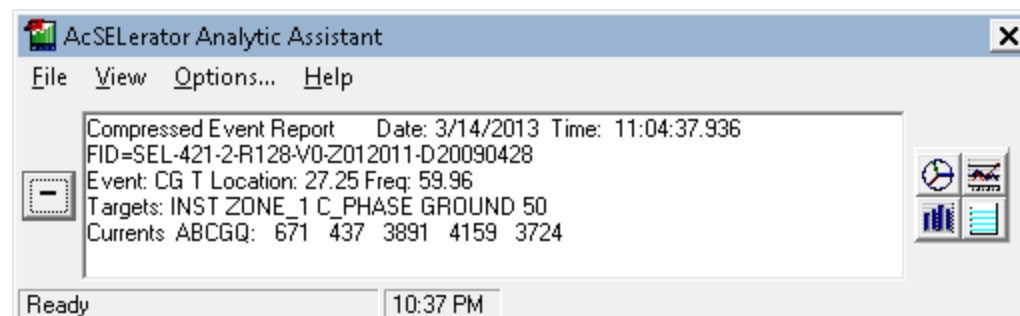 AcSELerator Analytic Assistant
File View Options... Help
Compressed Event Report Date: 3/14/2013 Time: 11:04:37.936
FID=SEL-421-2-R128-V0-Z012011-D20090428
Event: CG T Location: 27.25 Freq: 59.96
Targets: INST ZONE_1 C_PHASE GROUND 50
Currents ABCGQ: 671 437 3891 4159 3724
Ready 10:37 PM